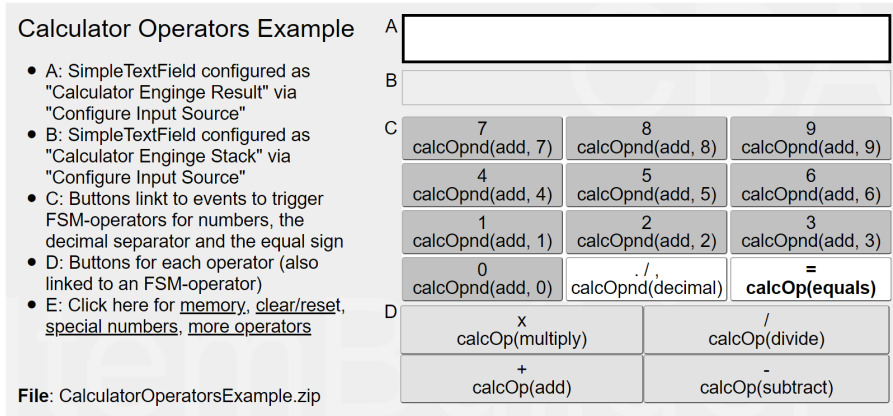 Calculator Operators Example
A: SimpleTextField configured as
"Calculator Enginge Result" via
"Configure Input Source"
B: SimpleTextField configured as
"Calculator Enginge Stack" via
"Configure Input Source"
C: Buttons linkt to events to trigger
FSM-operators for numbers, the
decimal separator and the equal sign
D: Buttons for each operator (also
linked to an FSM-operator)
E: Click here for memory, clear/reset,
special numbers, more operators
File: CalculatorOperatorsExample.zip
A
B
C
7
calcOpnd(add, 7)
8
calcOpnd(add, 8)
9
calcOpnd(add, 9)
4
calcOpnd(add, 4)
5
calcOpnd(add, 5)
6
calcOpnd(add, 6)
1
calcOpnd(add, 1)
2
calcOpnd(add, 2)
3
calcOpnd(add, 3)
0
calcOpnd(add, 0)
. / ,
calcOpnd(decimal)
=
calcOp(equals)
D
x
calcOp(multiply)
/
calcOp(divide)
+
calcOp(add)
-
calcOp(subtract)